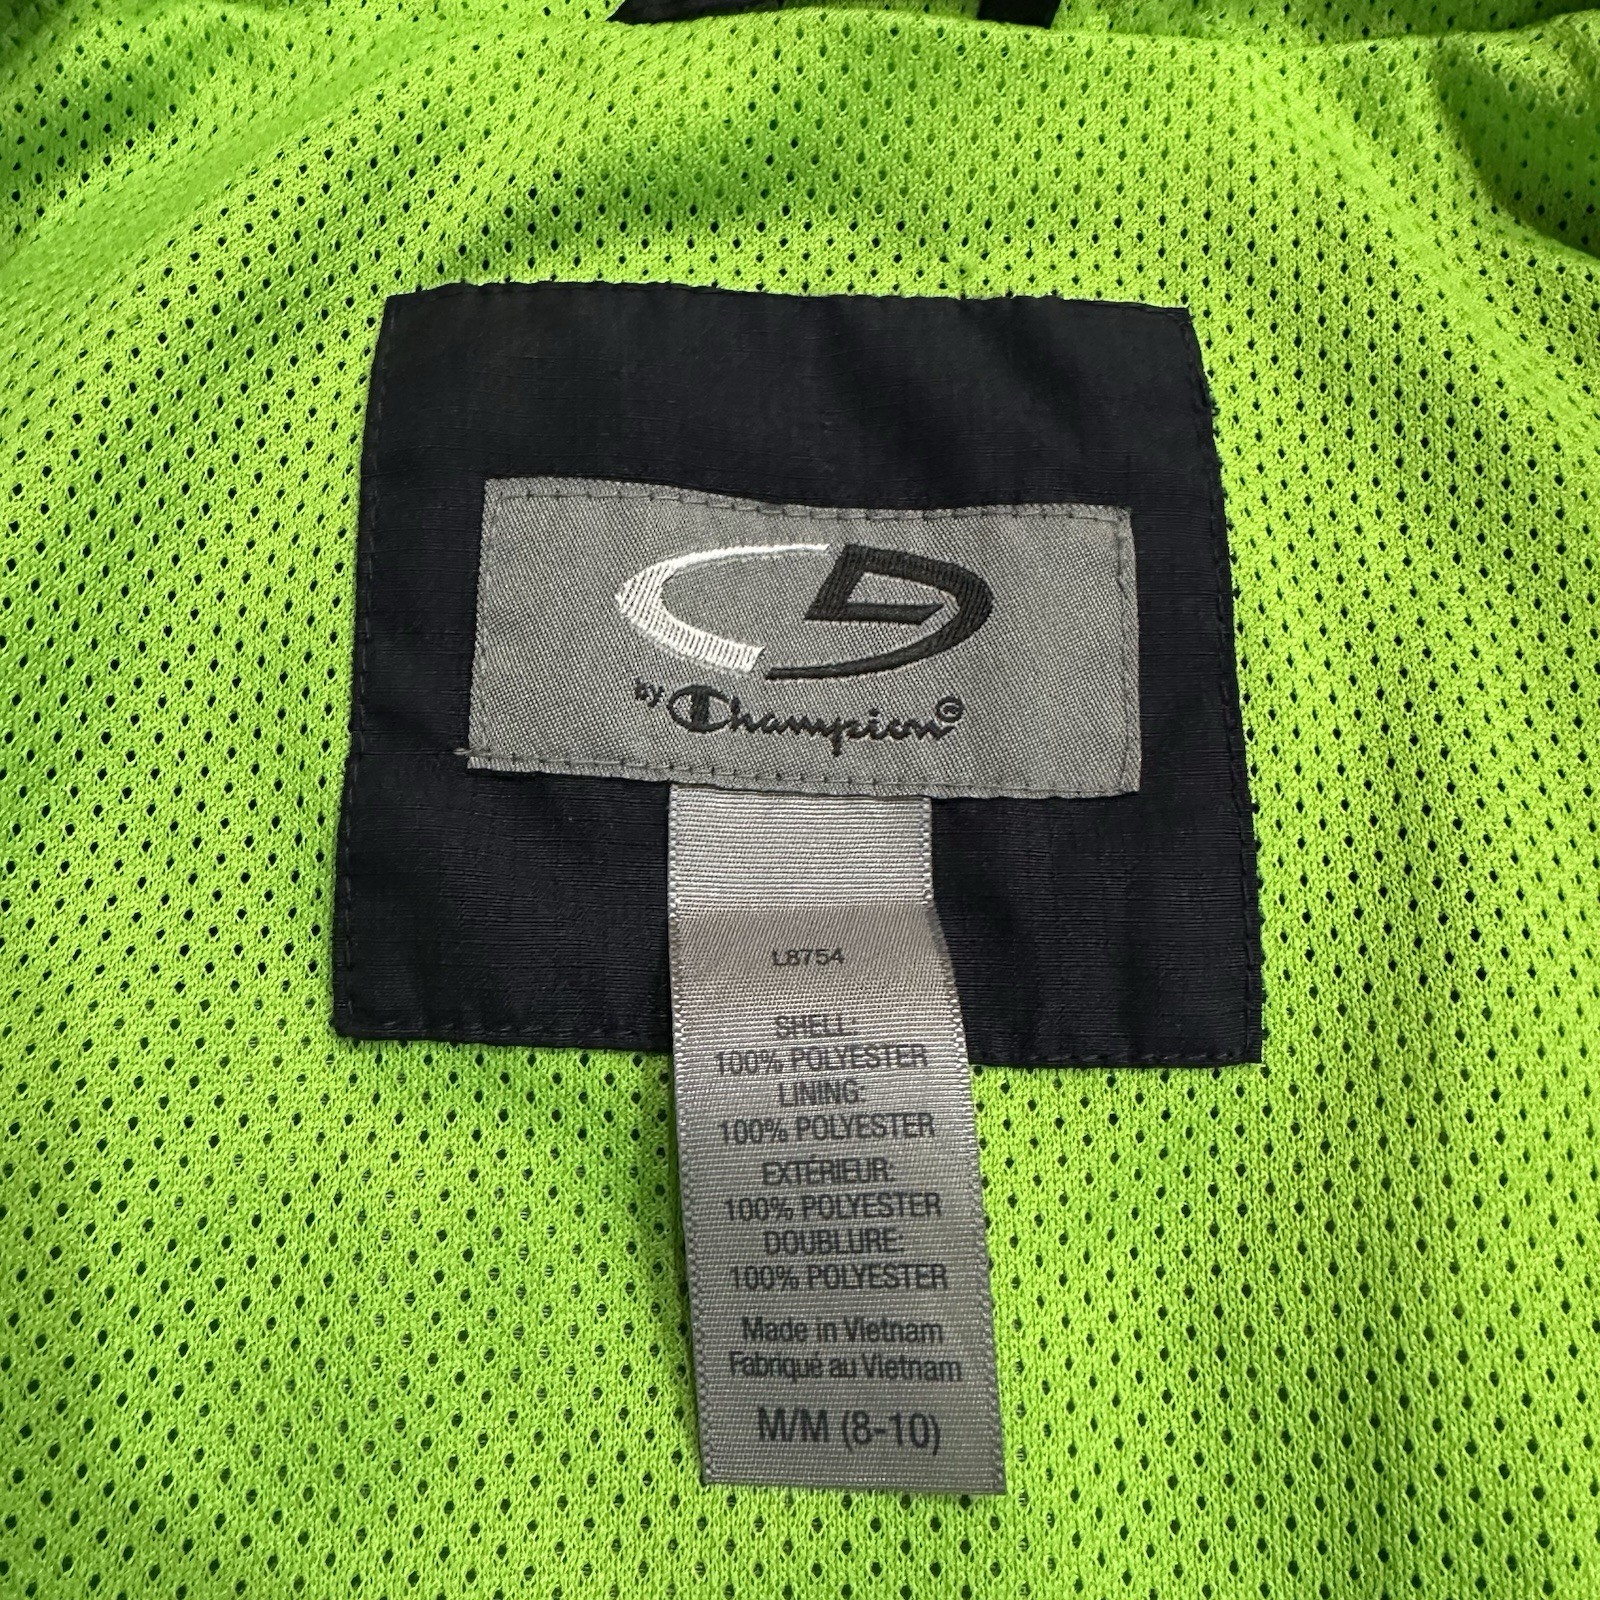 by Champion©
L8754
SHELL:
100% POLYESTER
LINING:
100% POLYESTER
EXTÉRIEUR:
100% POLYESTER
DOUBLURE:
100% POLYESTER
Made in Vietnam
Fabriqué au Vietnam
M/M (8-10)